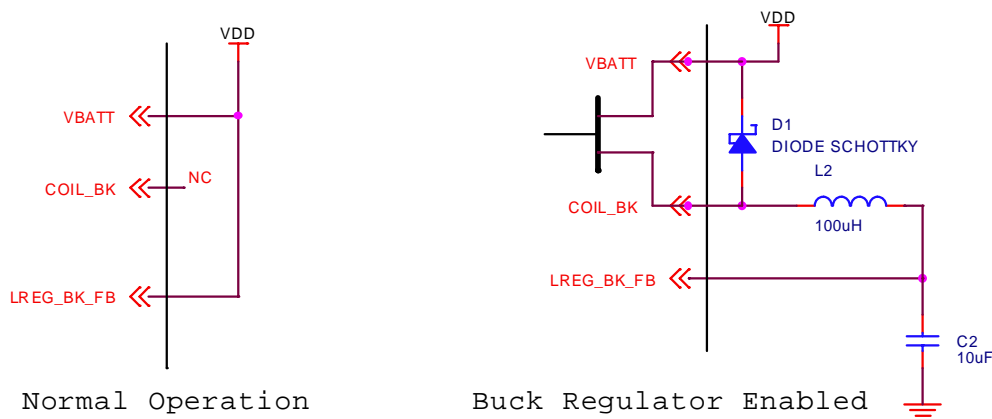 VDD
VBATT
COIL_BK
NC
LREG_BK_FB
Normal Operation
VDD
VBATT
D1
DIODE SCHOTTKY
L2
COIL_BK
100uH
LREG_BK_FB
C2
10uF
Buck Regulator Enabled